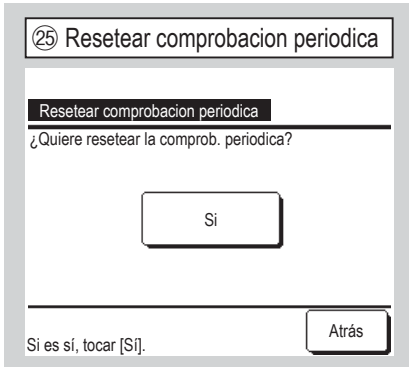 ㉕ Resetear comprobacion periodica
Resetear comprobacion periodica
¿Quiere resetear la comprob. periodica?
Si
Atrás
Si es sí, tocar [Sí].